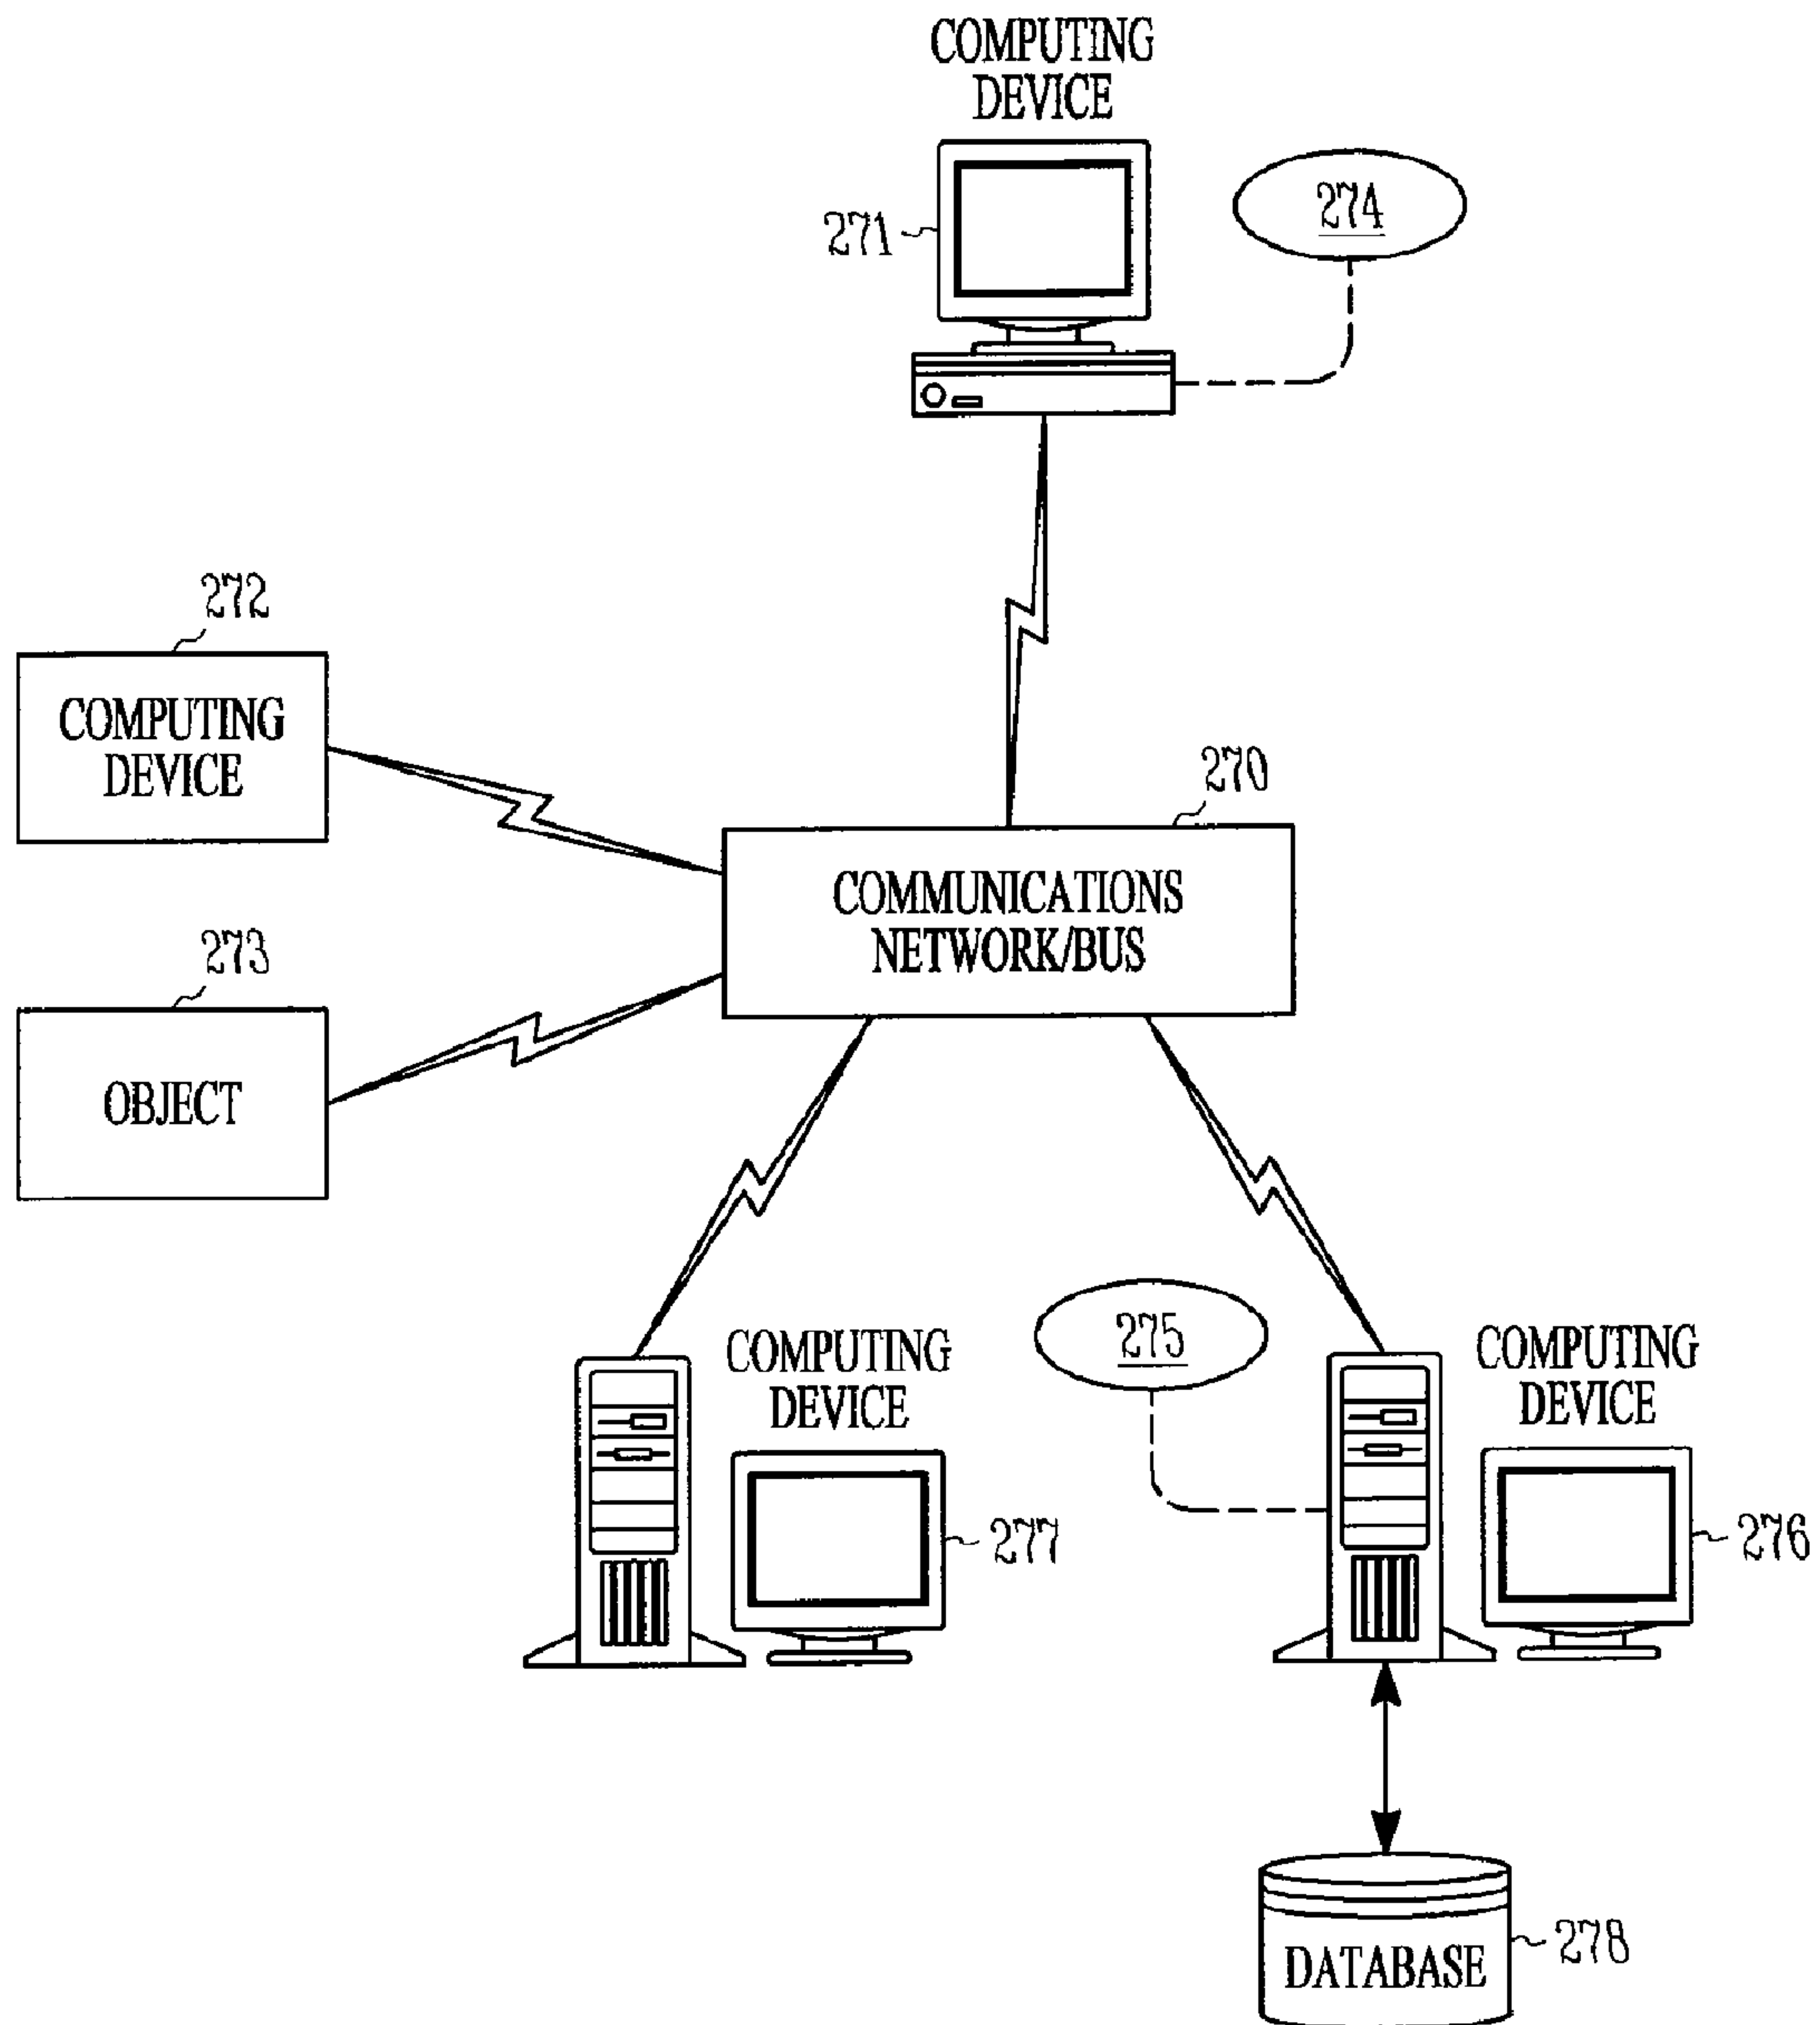 COMPUTING
DEVICE
271
274
272
COMPUTING
DEVICE
270
COMMUNICATIONS
NETWORK/BUS
273
OBJECT
275
COMPUTING
DEVICE
COMPUTING
DEVICE
277
276
DATABASE
278